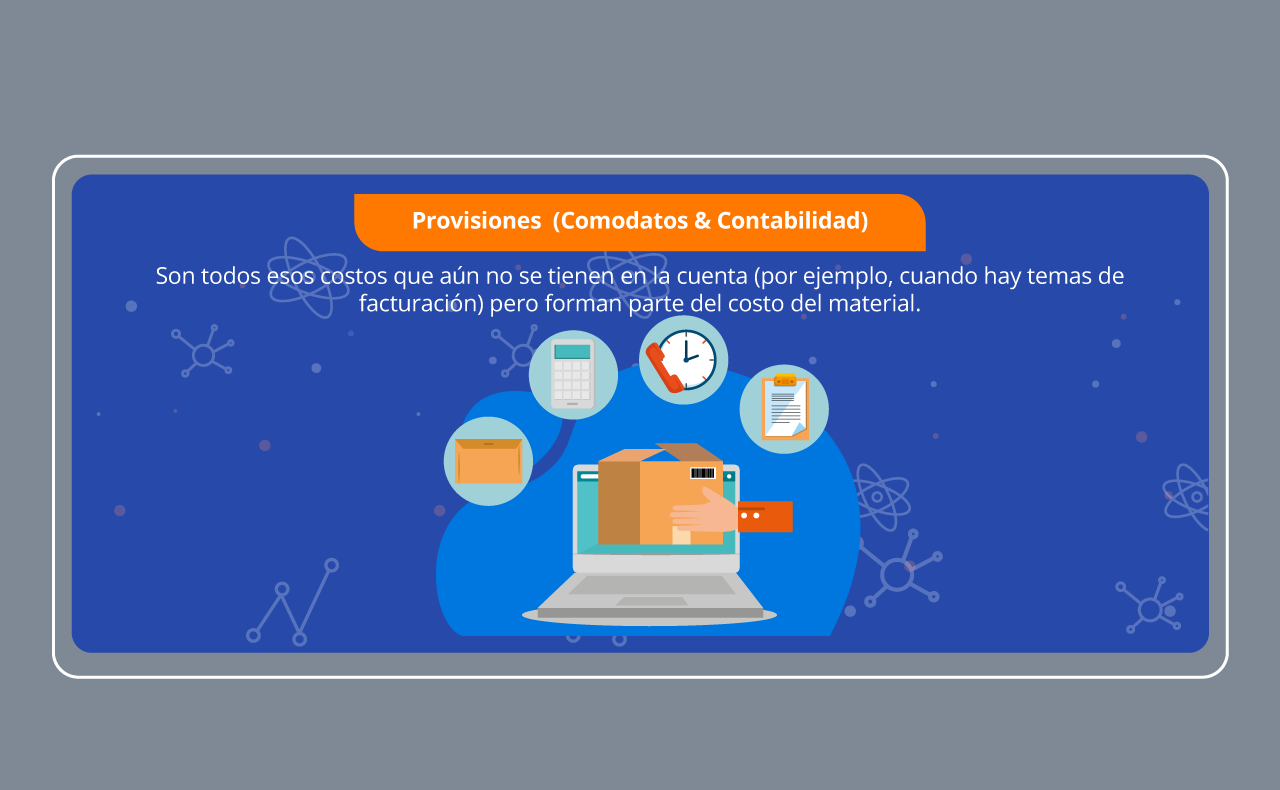 Provisiones  (Comodatos & Contabilidad)
Son todos esos costos que aún no se tienen en la cuenta (por ejemplo, cuando hay temas de
facturación) pero forman parte del costo del material.